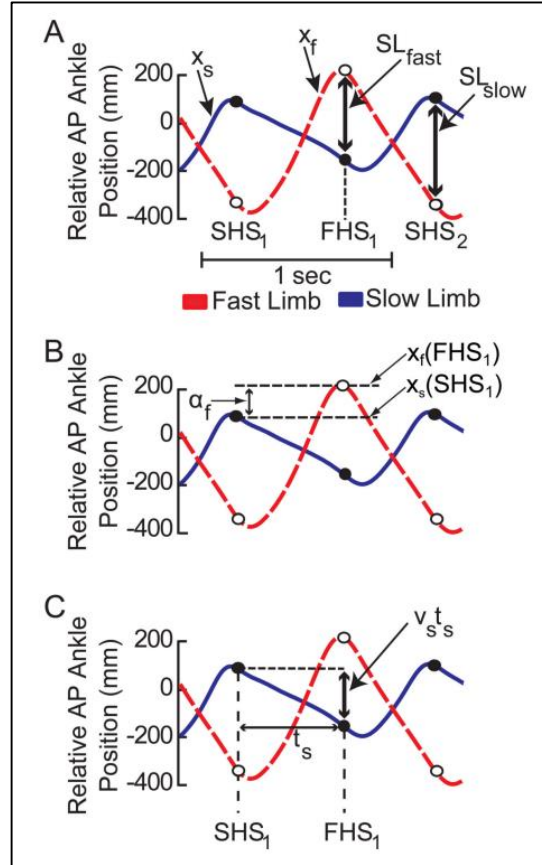 A
x_s
x_f
SL_fast
SL_slow
Relative AP Ankle
Position (mm)
200
0
-200
-400
SHS_1
FHS_1
SHS_2
1 sec
Fast Limb
Slow Limb
B
x_f(FHS_1)
x_s(SHS_1)
α_f
Relative AP Ankle
Position (mm)
200
0
-200
-400
C
v_s t_s
Relative AP Ankle
Position (mm)
200
0
-200
-400
t_s
SHS_1
FHS_1